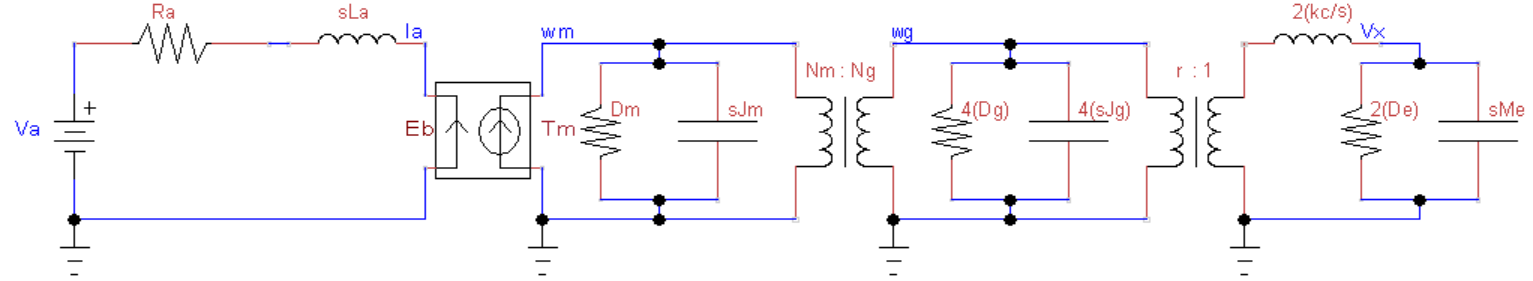 Ra
sLa
Ia
wm
wg
2(kc/s)
Vx
Nm : Ng
r : 1
+
Va
Eb
Tm
Dm
sJm
4(Dg)
4(sJg)
2(De)
sMe